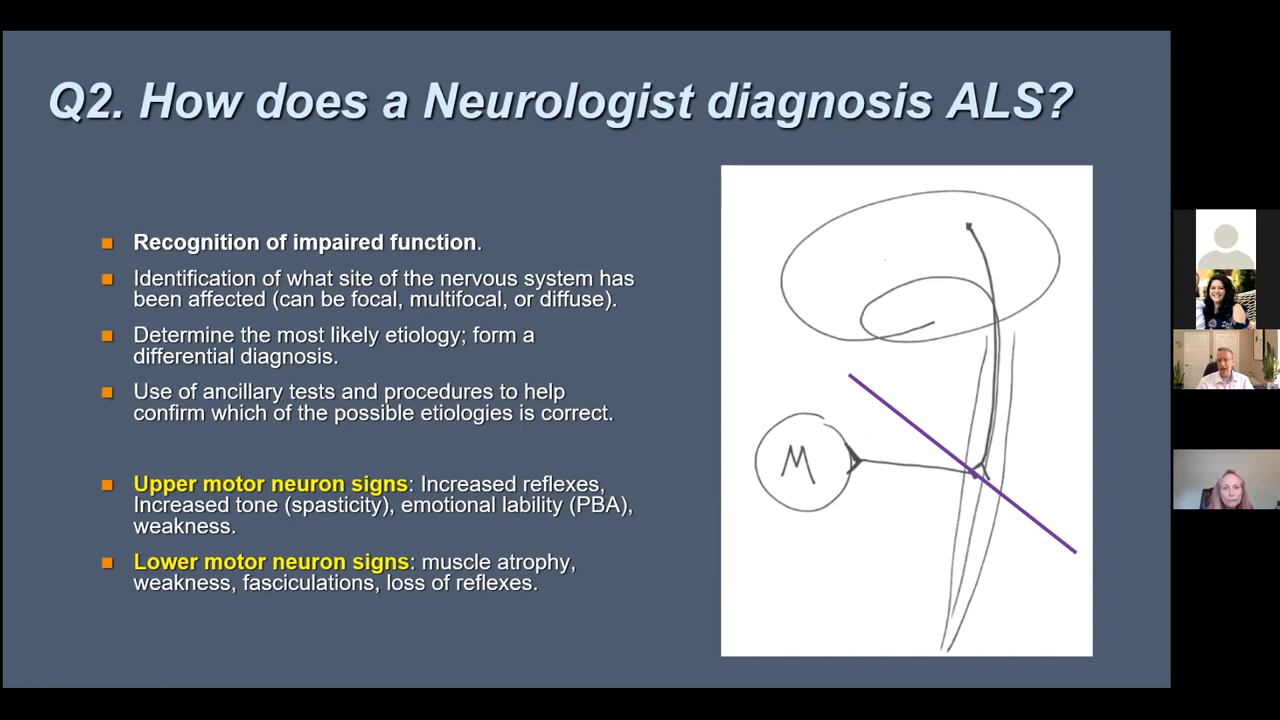 Q2. How does a Neurologist diagnosis ALS?
Recognition of impaired function.
Identification of what site of the nervous system has
been affected (can be focal, multifocal, or diffuse).
Determine the most likely etiology; form a
differential diagnosis.
Use of ancillary tests and procedures to help
confirm which of the possible etiologies is correct.
Upper motor neuron signs: Increased reflexes,
Increased tone (spasticity), emotional lability (PBA),
weakness.
Lower motor neuron signs: muscle atrophy,
weakness, fasciculations, loss of reflexes.
M